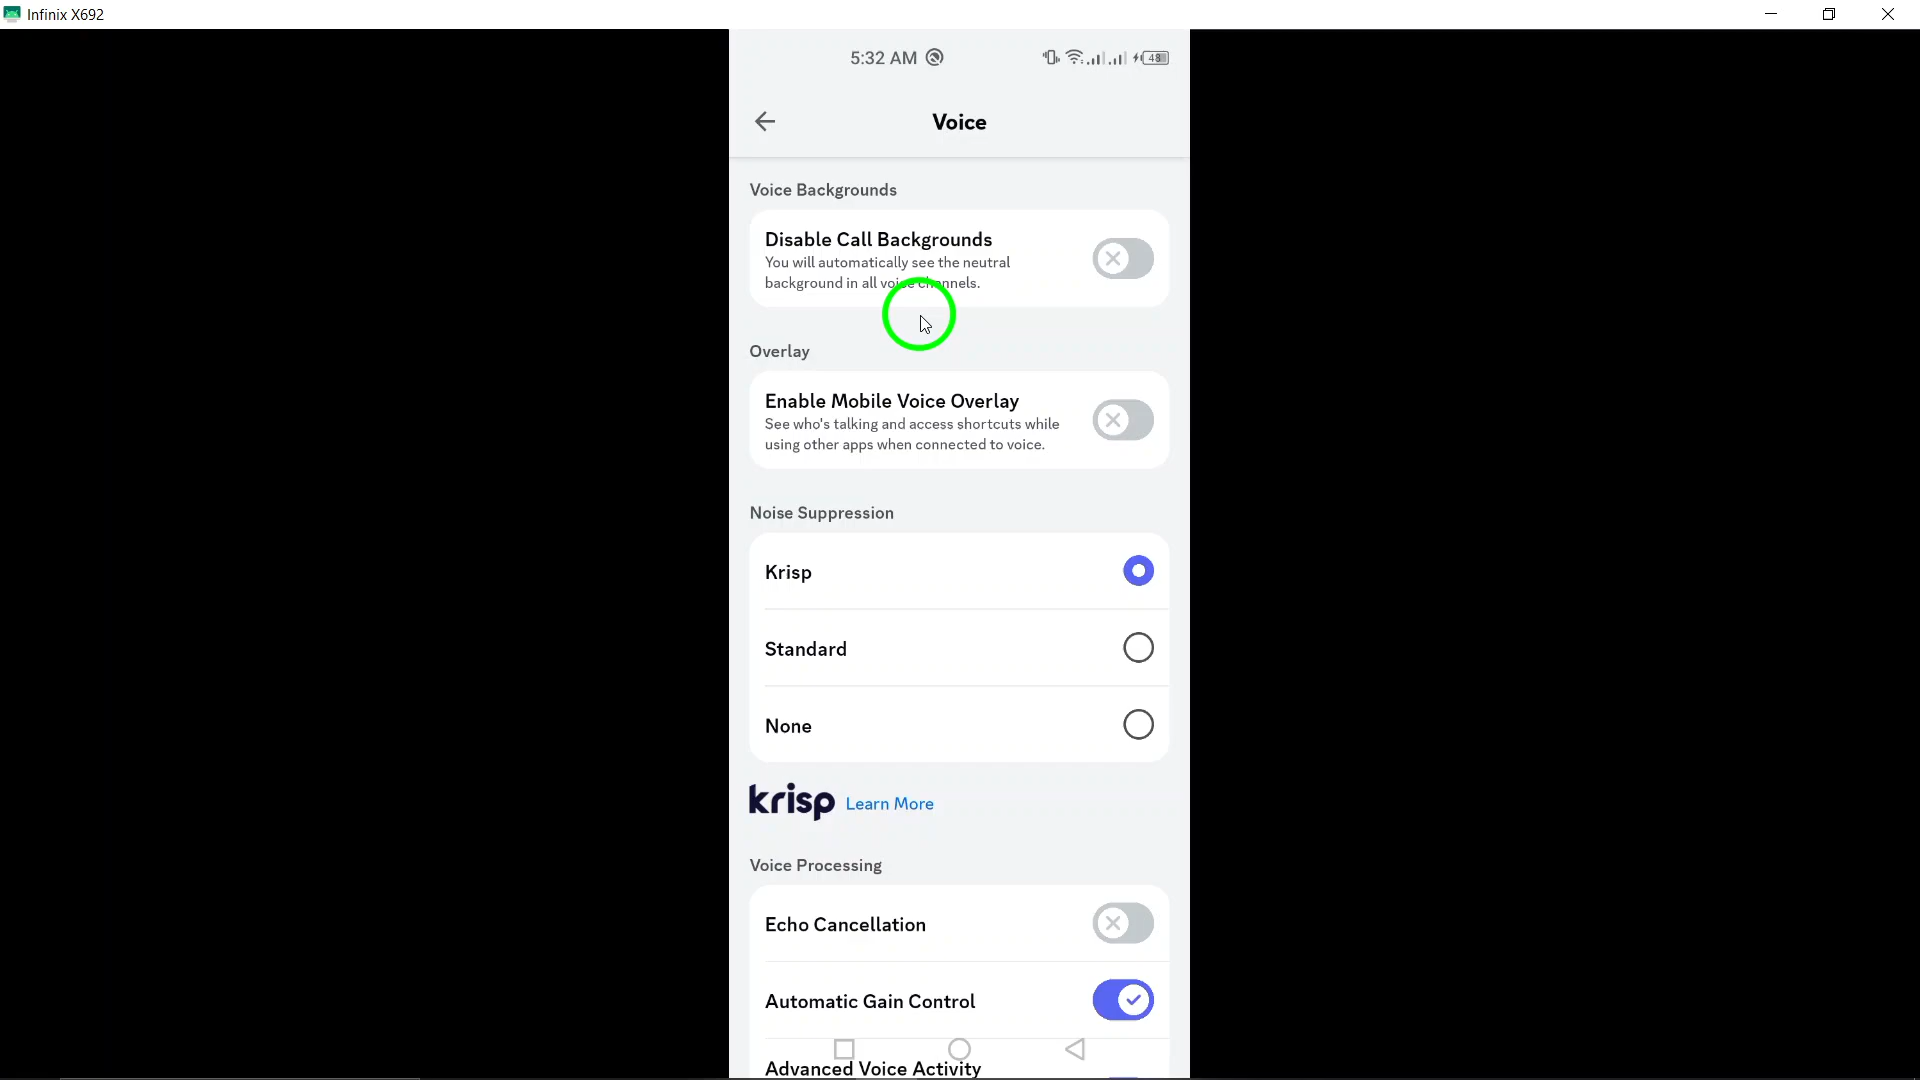 Infinix X692
5:32 AM
48
Voice
Voice Backgrounds
Disable Call Backgrounds
You will automatically see the neutral
background in all voice channels.
Overlay
Enable Mobile Voice Overlay
See who's talking and access shortcuts while
using other apps when connected to voice.
Noise Suppression
Krisp
Standard
None
krisp Learn More
Voice Processing
Echo Cancellation
Automatic Gain Control
Advanced Voice Activity